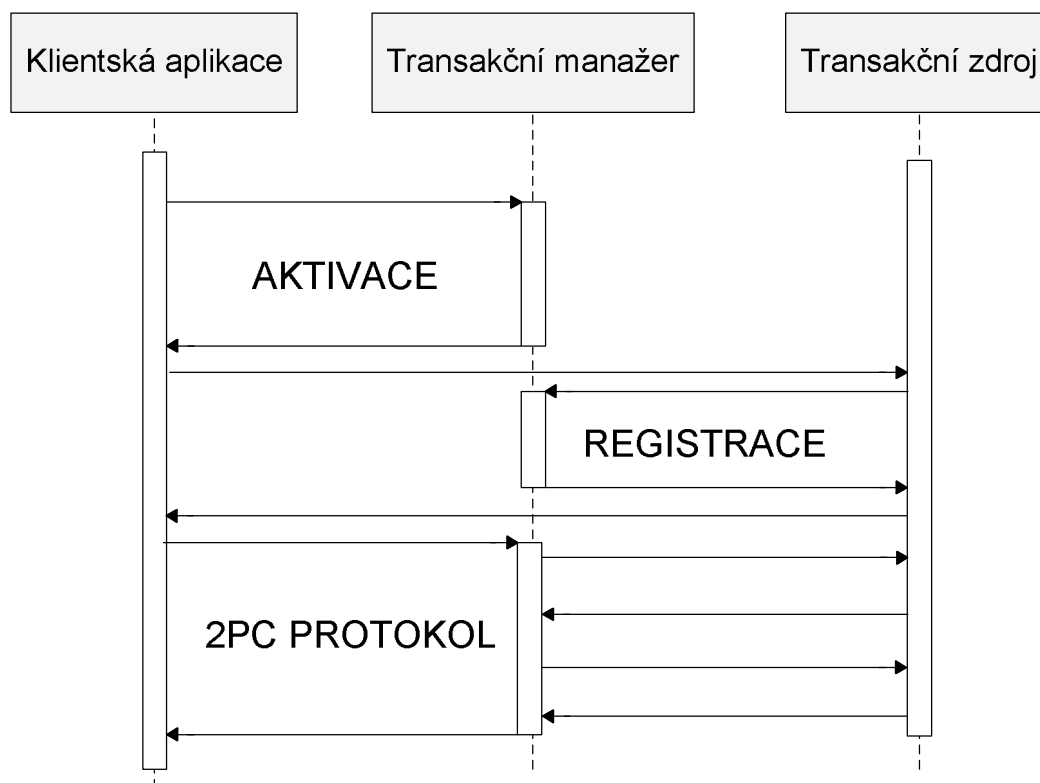 Klientská aplikace
Transakční manažer
Transakční zdroj
AKTIVACE
REGISTRACE
2PC PROTOKOL